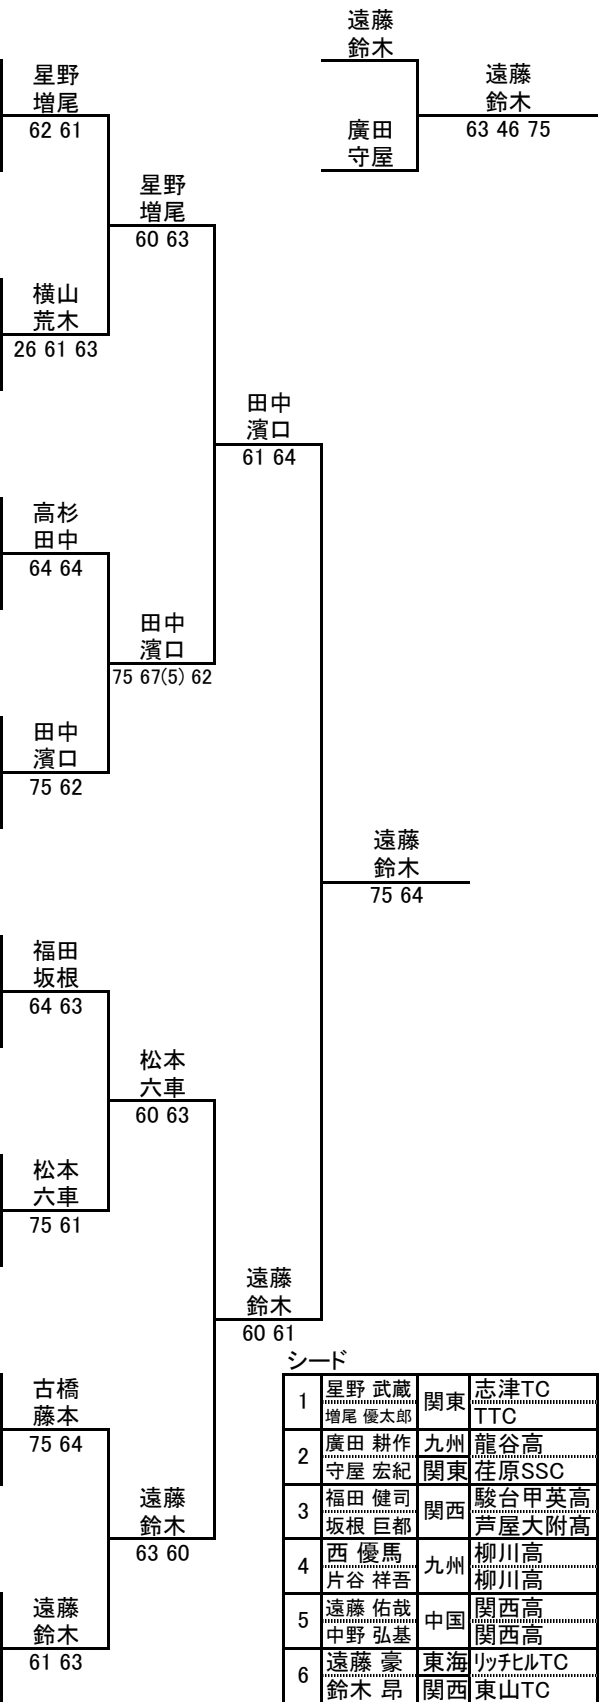 遠藤
鈴木
廣田
守屋
遠藤
鈴木
63 46 75
星野
増尾
62 61
星野
増尾
60 63
横山
荒木
26 61 63
田中
濱口
61 64
高杉
田中
64 64
田中
濱口
75 67(5) 62
田中
濱口
75 62
遠藤
鈴木
75 64
福田
坂根
64 63
松本
六車
60 63
松本
六車
75 61
遠藤
鈴木
60 61
古橋
藤本
75 64
遠藤
鈴木
63 60
遠藤
鈴木
61 63
シード
1 星野 武蔵 関東 志津TC
増尾 優太郎 TTC
2 廣田 耕作 九州 龍谷高
守屋 宏紀 関東 荏原SSC
3 福田 健司 関西 駿台甲英高
坂根 巨都 芦屋大附髙
4 西 優馬 九州 柳川高
片谷 祥吾 柳川高
5 遠藤 佑哉 中国 関西高
中野 弘基 関西高
6 遠藤 豪 東海 リッチヒルTC
鈴木 昂 関西 東山TC